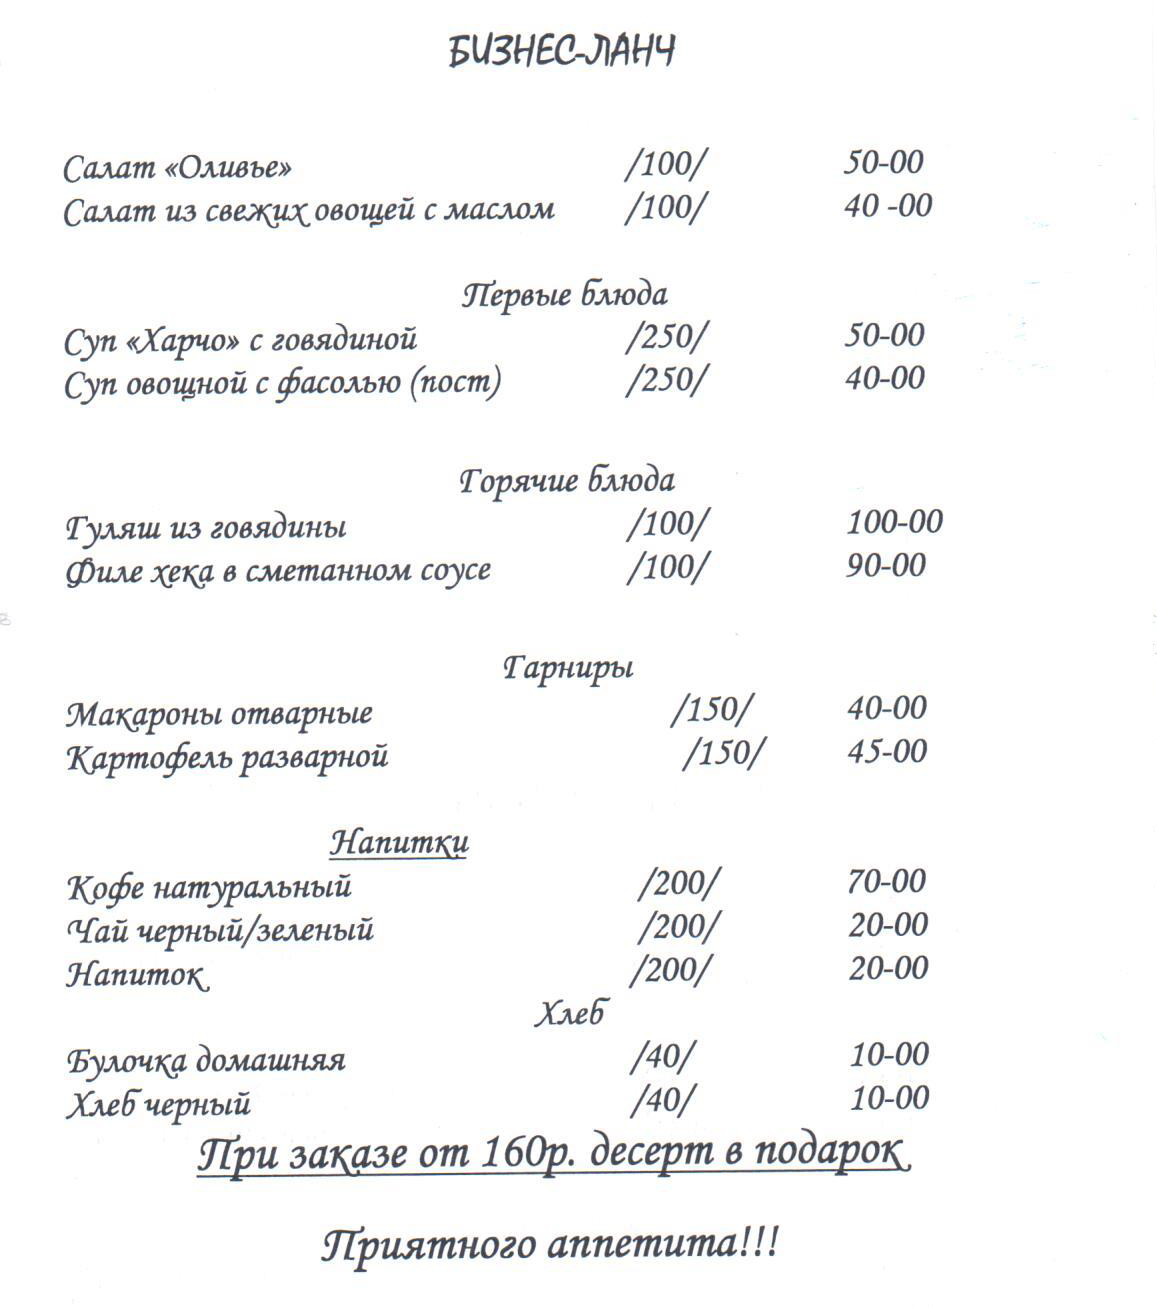 БИЗНЕС-ЛАНЧ
Салат «Оливье» /100/ 50-00
Салат из свежих овощей с маслом /100/ 40 -00
Первые блюда
Суп «Харчо» с говядиной /250/ 50-00
Суп овощной с фасолью (пост) /250/ 40-00
Горячие блюда
Гуляш из говядины /100/ 100-00
Филе хека в сметанном соусе /100/ 90-00
Гарниры
Макароны отварные /150/ 40-00
Картофель разварной /150/ 45-00
Напитки
Кофе натуральный /200/ 70-00
Чай черный/зеленый /200/ 20-00
Напиток /200/ 20-00
Хлеб
Булочка домашняя /40/ 10-00
Хлеб черный /40/ 10-00
При заказе от 160р. десерт в подарок
Приятного аппетита!!!